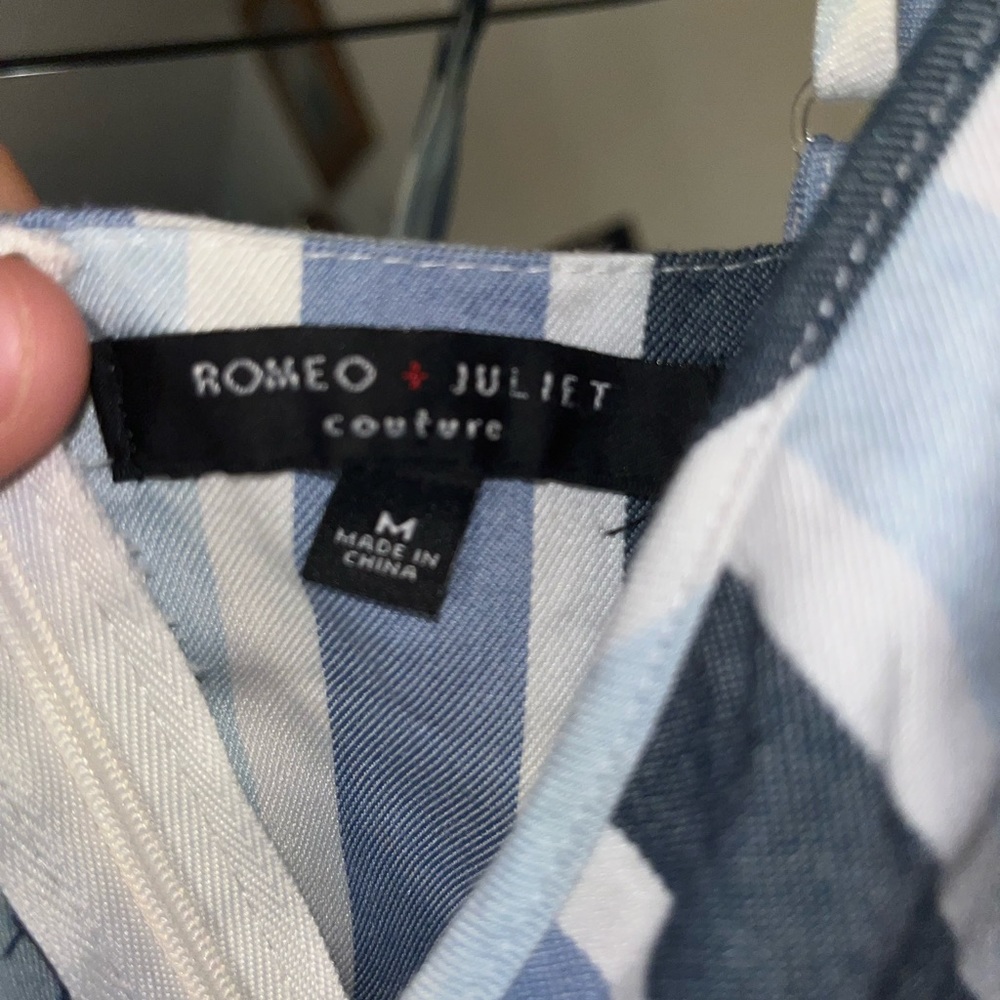 ROMEO + JULIET
couture
M
MADE IN
CHINA